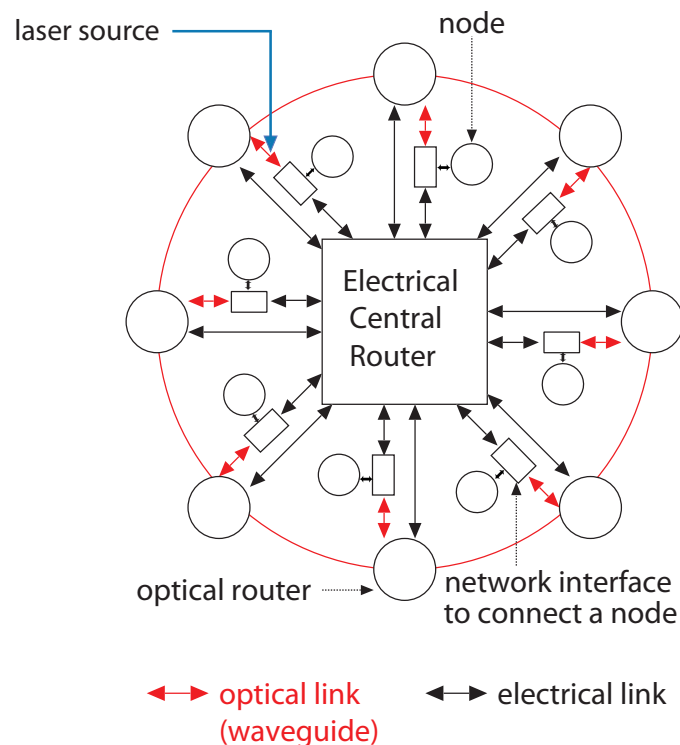 laser source
node
Electrical
Central
Router
optical router
network interface
to connect a node
optical link
(waveguide)
electrical link